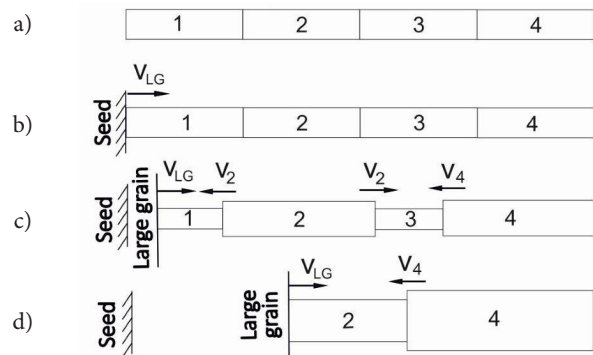 a) 1 2 3 4
V_LG
b) Seed 1 2 3 4
V_LG V_2 V_2 V_4
c) Seed Large grain 1 2 3 4
V_LG V_4
d) Seed Large grain 2 4